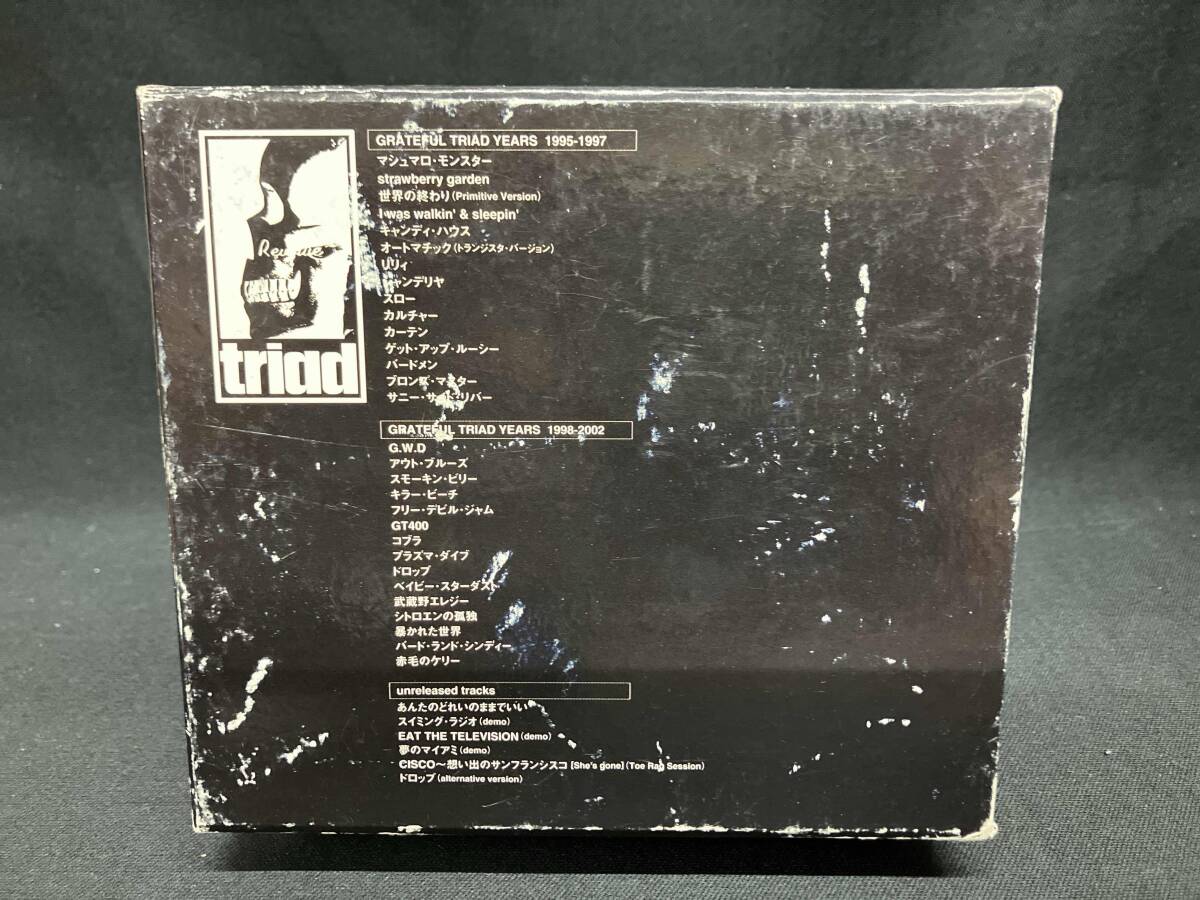 GRATEFUL TRIAD YEARS 1995-1997
マシュマロ・モンスター
strawberry garden
世界の終わり(Primitive Version)
I was walkin' & sleepin'
キャンディ・ハウス
オートマチック(トランジスタ・バージョン)
リリィ
シャンデリヤ
スロー
カルチャー
カーテン
ゲット・アップ・ルーシー
バードメン
ブロンズ・マスター
サニー・サイド・リバー
triad
GRATEFUL TRIAD YEARS 1998-2002
G.W.D
アウト・ブルーズ
スモーキン・ビリー
キラー・ビーチ
フリー・デビル・ジャム
GT400
コブラ
プラズマ・ダイブ
ドロップ
ベイビー・スターダスト
武蔵野エレジー
シトロエンの孤独
暴かれた世界
バード・ランド・シンディー
赤毛のケリー
unreleased tracks
あんたのどれいのままでいい
スイミング・ラジオ(demo)
EAT THE TELEVISION(demo)
夢のマイアミ(demo)
CISCO〜想い出のサンフランシスコ [She's gone](Toe Rag Session)
ドロップ(alternative version)